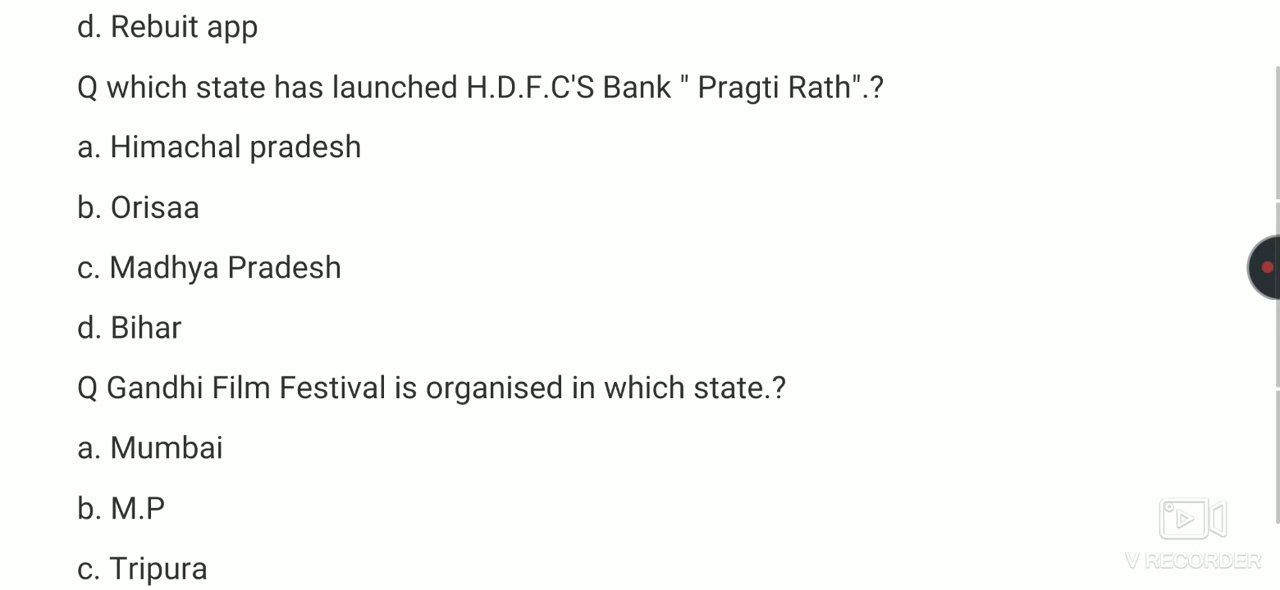 d. Rebuit app
Q which state has launched H.D.F.C'S Bank " Pragti Rath".?
a. Himachal pradesh
b. Orisaa
c. Madhya Pradesh
d. Bihar
Q Gandhi Film Festival is organised in which state.?
a. Mumbai
b. M.P
c. Tripura
V RECORDER